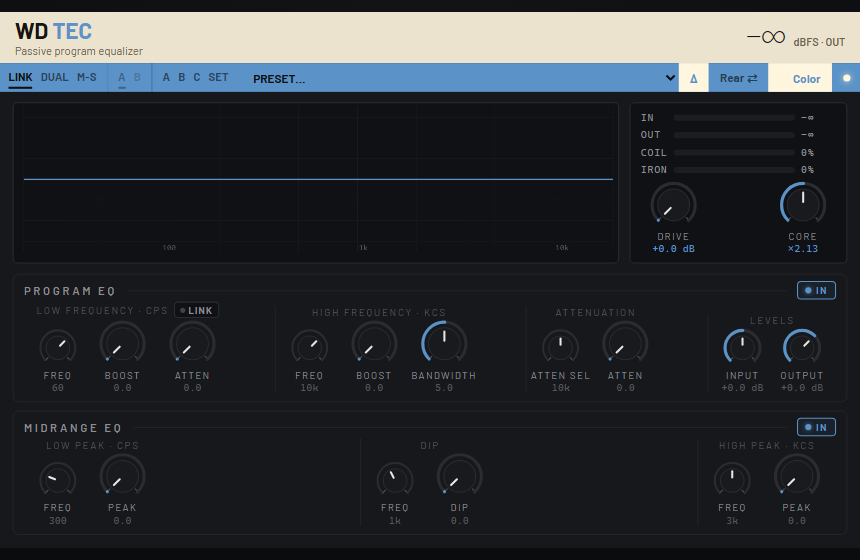 WD TEC
Passive program equalizer
−∞ dBFS·OUT
LINK DUAL M-S A B A B C SET PRESET... Δ Rear ⇄ Color
IN −∞
OUT −∞
COIL 0%
IRON 0%
100 1k 10k
DRIVE CORE
+0.0 dB ×2.13
PROGRAM EQ IN
LOW FREQUENCY · CPS LINK HIGH FREQUENCY · KCS ATTENUATION LEVELS
FREQ BOOST ATTEN FREQ BOOST BANDWIDTH ATTEN SEL ATTEN INPUT OUTPUT
60 0.0 0.0 10k 0.0 5.0 10k 0.0 +0.0 dB +0.0 dB
MIDRANGE EQ IN
LOW PEAK · CPS DIP HIGH PEAK · KCS
FREQ PEAK FREQ DIP FREQ PEAK
300 0.0 1k 0.0 3k 0.0